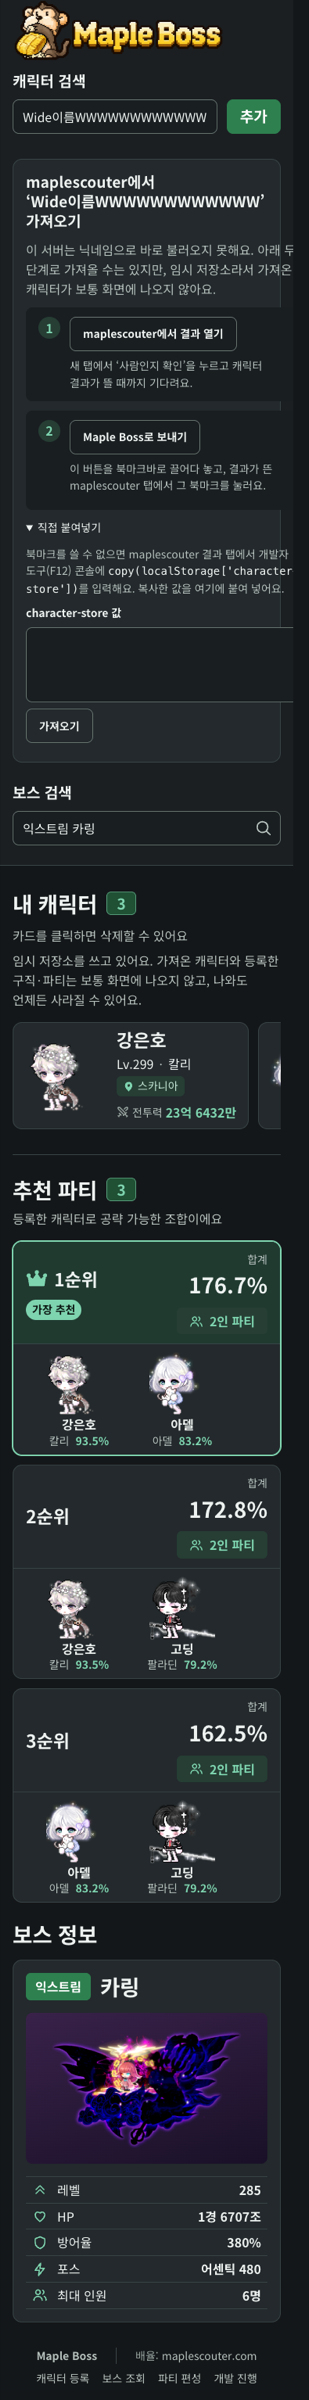 Maple Boss
캐릭터 검색
Wide이름WWWWWWWWWWWW
추가
maplescouter에서
‘Wide이름WWWWWWWWWWWW’
가져오기
이 서버는 닉네임으로 바로 불러오지 못해요. 아래 두
단계로 가져올 수는 있지만, 임시 저장소라서 가져온
캐릭터가 보통 화면에 나오지 않아요.
1
maplescouter에서 결과 열기
새 탭에서 ‘사람인지 확인’을 누르고 캐릭터
결과가 뜰 때까지 기다려요.
2
Maple Boss로 보내기
이 버튼을 북마크바로 끌어다 놓고, 결과가 뜬
maplescouter 탭에서 그 북마크를 눌러요.
▼ 직접 붙여넣기
북마크를 쓸 수 없으면 maplescouter 결과 탭에서 개발자
도구(F12) 콘솔에 copy(localStorage['character-
store'])를 입력해요. 복사한 값을 여기에 붙여 넣어요.
character-store 값
가져오기
보스 검색
익스트림 카링
내 캐릭터 3
카드를 클릭하면 삭제할 수 있어요
임시 저장소를 쓰고 있어요. 가져온 캐릭터와 등록한
구직·파티는 보통 화면에 나오지 않고, 나와도
언제든 사라질 수 있어요.
강은호
Lv.299 · 칼리
스카니아
전투력 23억 6432만
추천 파티 3
등록한 캐릭터로 공략 가능한 조합이에요
1순위
가장 추천
합계
176.7%
2인 파티
강은호
칼리 93.5%
아델
아델 83.2%
2순위
합계
172.8%
2인 파티
강은호
칼리 93.5%
고딩
팔라딘 79.2%
3순위
합계
162.5%
2인 파티
아델
아델 83.2%
고딩
팔라딘 79.2%
보스 정보
익스트림 카링
레벨 285
HP 1경 6707조
방어율 380%
포스 어센틱 480
최대 인원 6명
Maple Boss 배율: maplescouter.com
캐릭터 등록 보스 조회 파티 편성 개발 진행